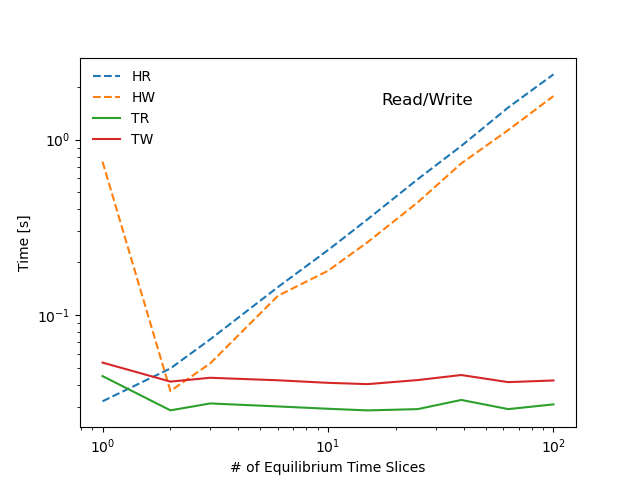 HR
HW
TR
TW
Read/Write
Time [s]
10⁰
10⁻¹
10⁰
10¹
10²
# of Equilibrium Time Slices